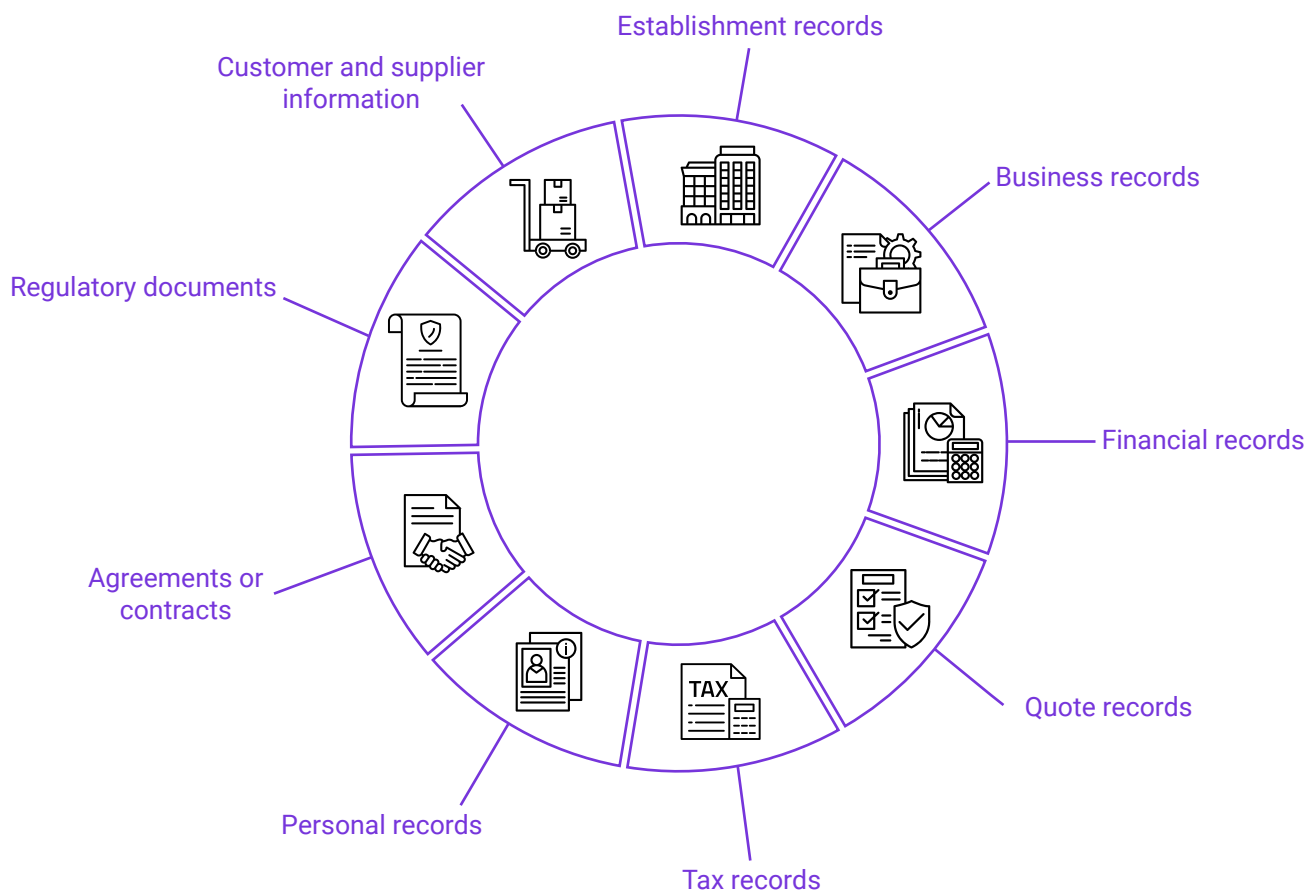 Establishment records
Customer and supplier
information
Business records
Regulatory documents
Financial records
Agreements or
contracts
TAX
Quote records
Personal records
Tax records